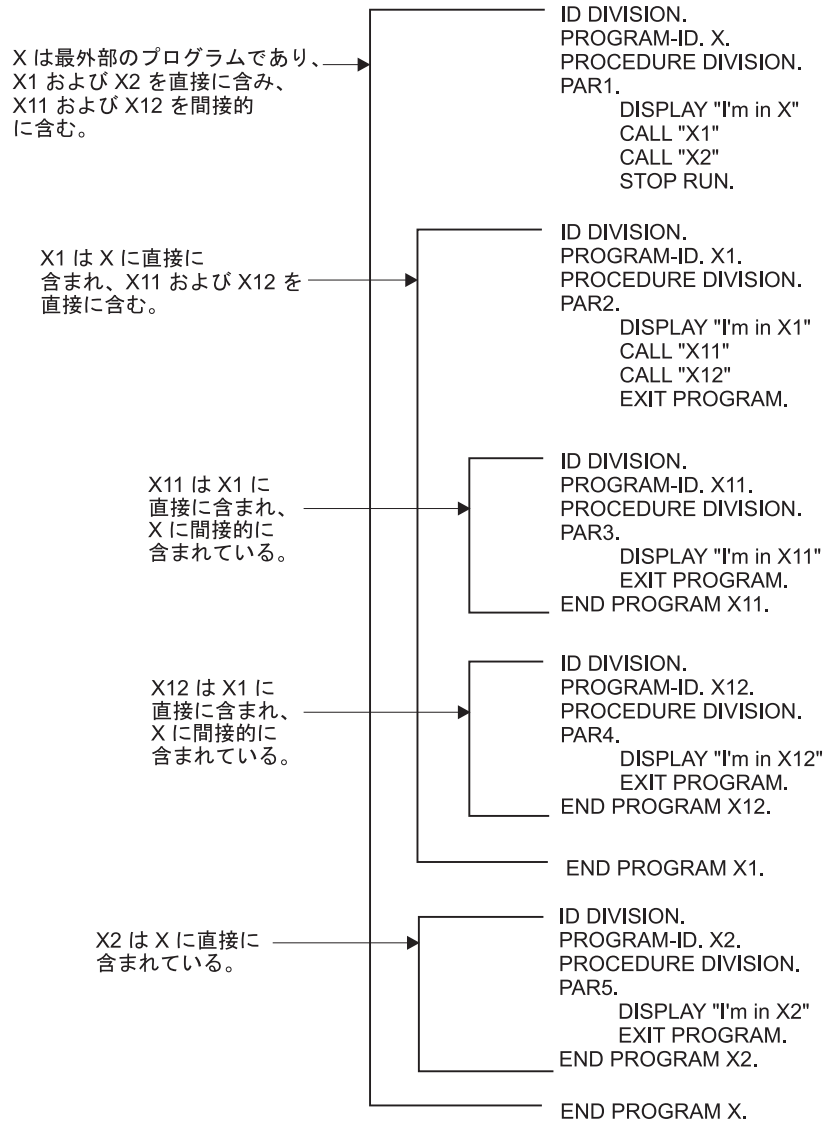 X は最外部のプログラムであり、
X1 および X2 を直接に含み、
X11 および X12 を間接的
に含む。
ID DIVISION.
PROGRAM-ID. X.
PROCEDURE DIVISION.
PAR1.
DISPLAY "I'm in X"
CALL "X1"
CALL "X2"
STOP RUN.
X1 は X に直接に
含まれ、X11 および X12 を
直接に含む。
ID DIVISION.
PROGRAM-ID. X1.
PROCEDURE DIVISION.
PAR2.
DISPLAY "I'm in X1"
CALL "X11"
CALL "X12"
EXIT PROGRAM.
X11 は X1 に
直接に含まれ、
X に間接的に
含まれている。
ID DIVISION.
PROGRAM-ID. X11.
PROCEDURE DIVISION.
PAR3.
DISPLAY "I'm in X11"
EXIT PROGRAM.
END PROGRAM X11.
X12 は X1 に
直接に含まれ、
X に間接的に
含まれている。
ID DIVISION.
PROGRAM-ID. X12.
PROCEDURE DIVISION.
PAR4.
DISPLAY "I'm in X12"
EXIT PROGRAM.
END PROGRAM X12.
END PROGRAM X1.
X2 は X に直接に
含まれている。
ID DIVISION.
PROGRAM-ID. X2.
PROCEDURE DIVISION.
PAR5.
DISPLAY "I'm in X2"
EXIT PROGRAM.
END PROGRAM X2.
END PROGRAM X.